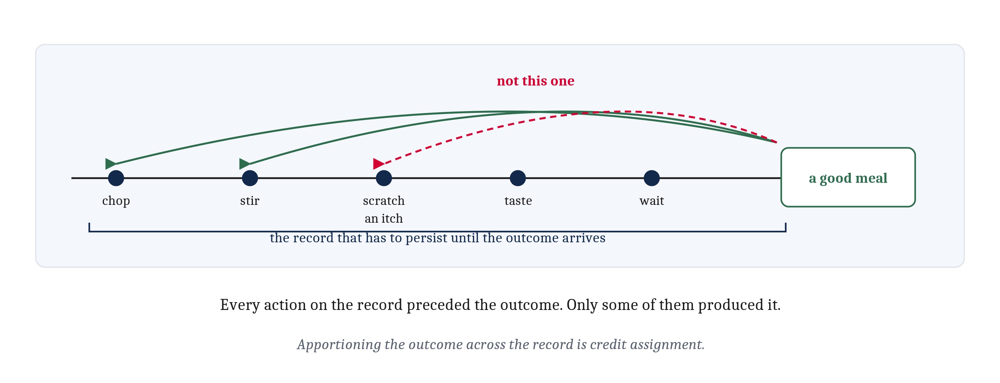 not this one
a good meal
chop
stir
scratch
an itch
taste
wait
the record that has to persist until the outcome arrives
Every action on the record preceded the outcome. Only some of them produced it.
Apportioning the outcome across the record is credit assignment.